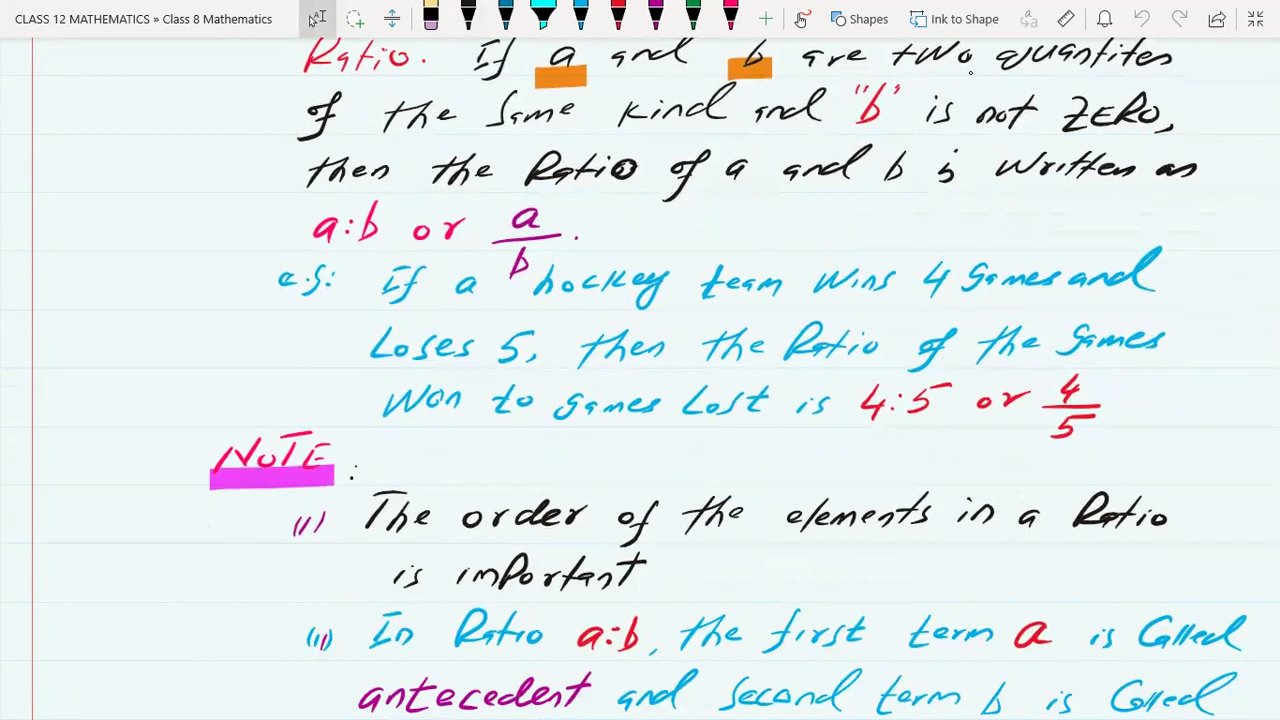 CLASS 12 MATHEMATICS » Class 8 Mathematics
Shapes
Ink to Shape
Ratio. If a and b are two quantites
of the same kind and "b" is not ZERO,
then the Ratio of a and b is written as
a:b or a/b.
e.g: If a hockey team wins 4 games and
Loses 5, then the Ratio of the games
Won to games Lost is 4:5 or 4/5
NOTE :
(i) The order of the elements in a Ratio
is important
(ii) In Ratio a:b, the first term a is Called
antecedent and second term b is Called